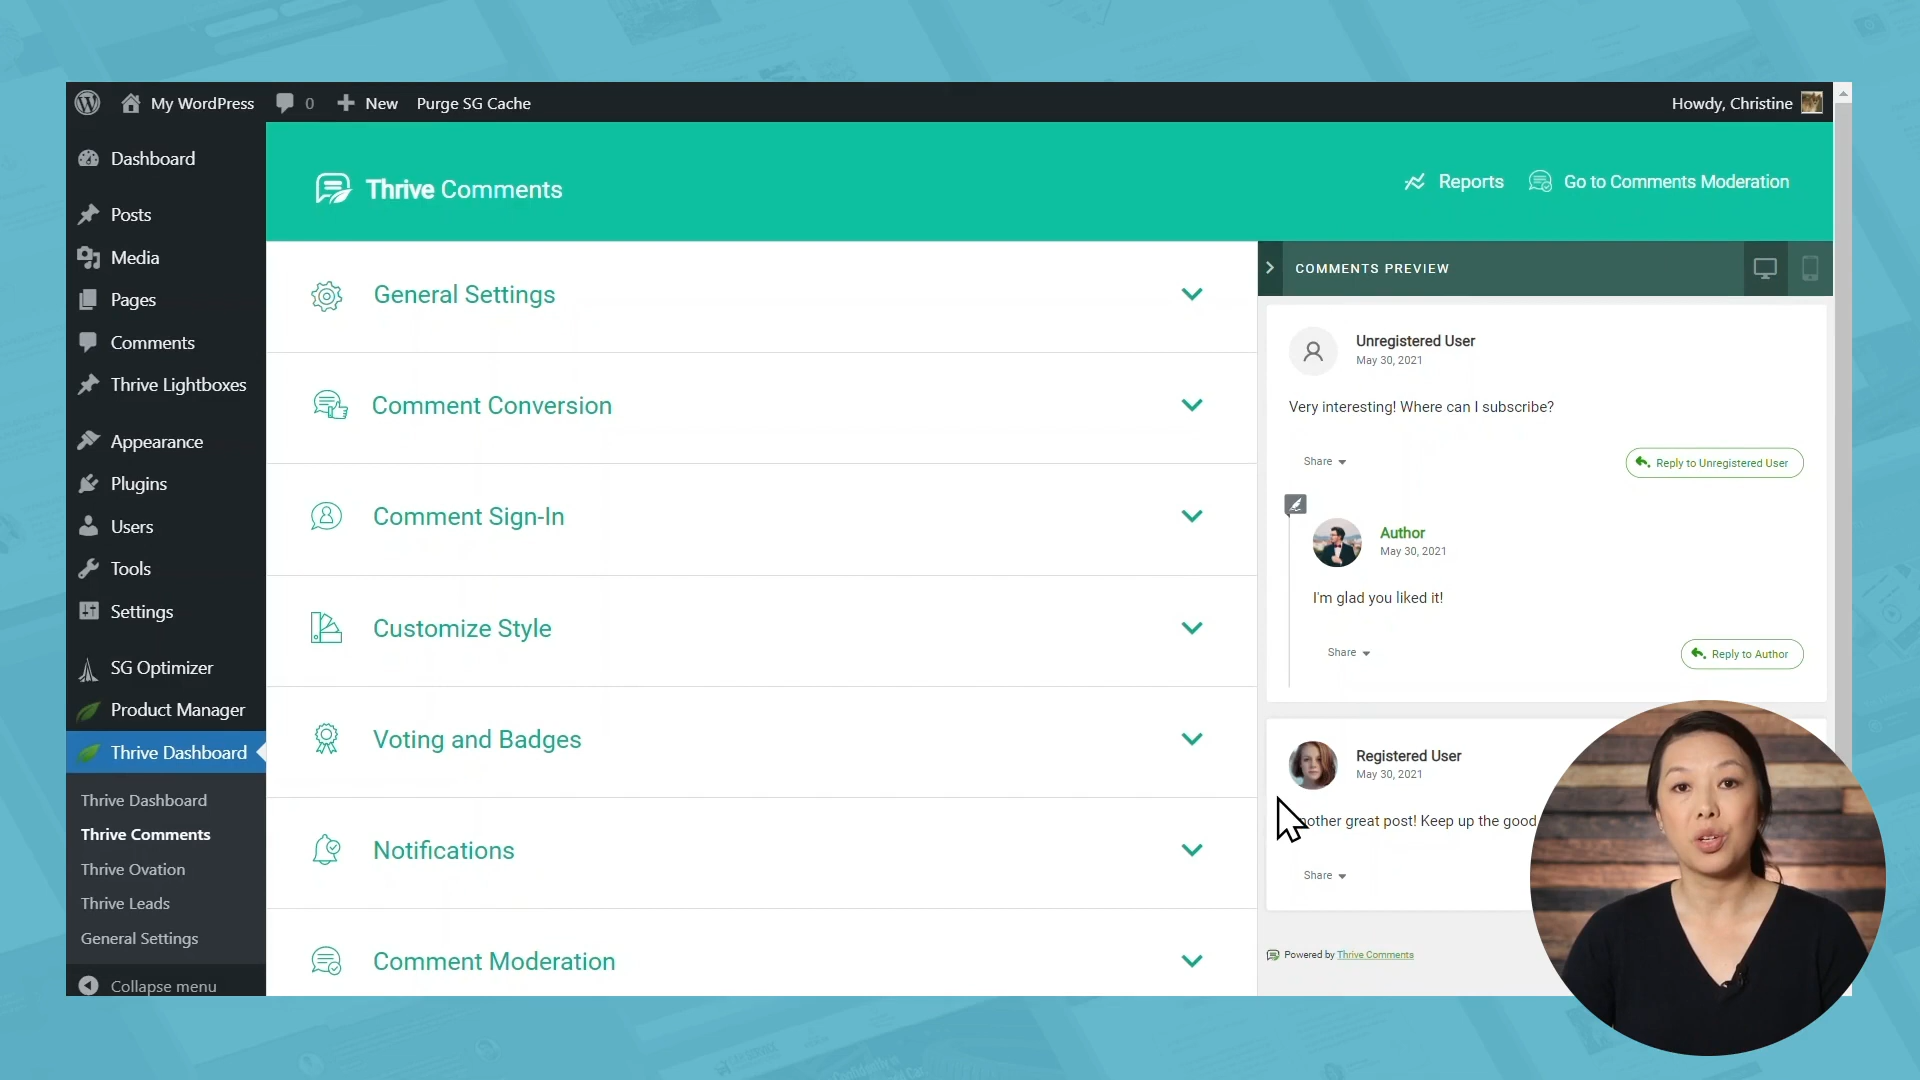 My WordPress
0
New
Purge SG Cache
Howdy, Christine
Dashboard
Posts
Media
Pages
Comments
Thrive Lightboxes
Appearance
Plugins
Users
Tools
Settings
SG Optimizer
Product Manager
Thrive Dashboard
Thrive Dashboard
Thrive Comments
Thrive Ovation
Thrive Leads
General Settings
Collapse menu
Thrive Comments
Reports
Go to Comments Moderation
General Settings
Comment Conversion
Comment Sign-In
Customize Style
Voting and Badges
Notifications
Comment Moderation
COMMENTS PREVIEW
Unregistered User
May 30, 2021
Very interesting! Where can I subscribe?
Share
Reply to Unregistered User
Author
May 30, 2021
I'm glad you liked it!
Share
Reply to Author
Registered User
May 30, 2021
great post! Keep up the good
Share
Powered by Thrive Comments